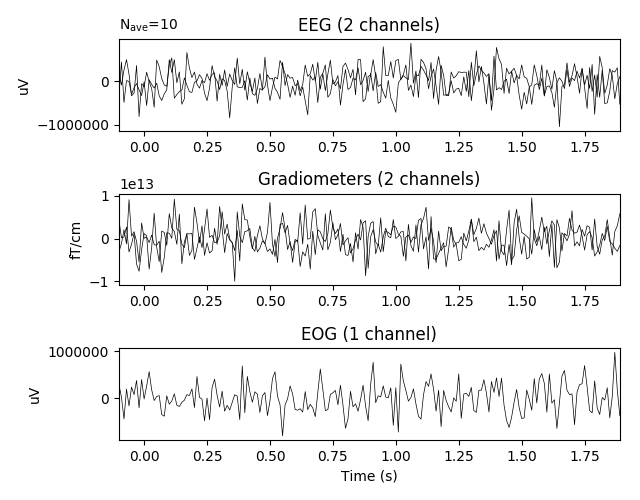 N_ave=10
EEG (2 channels)
uV
0
−1000000
0.00 0.25 0.50 0.75 1.00 1.25 1.50 1.75
1e13
Gradiometers (2 channels)
fT/cm
1
0
−1
0.00 0.25 0.50 0.75 1.00 1.25 1.50 1.75
EOG (1 channel)
uV
1000000
0
0.00 0.25 0.50 0.75 1.00 1.25 1.50 1.75
Time (s)